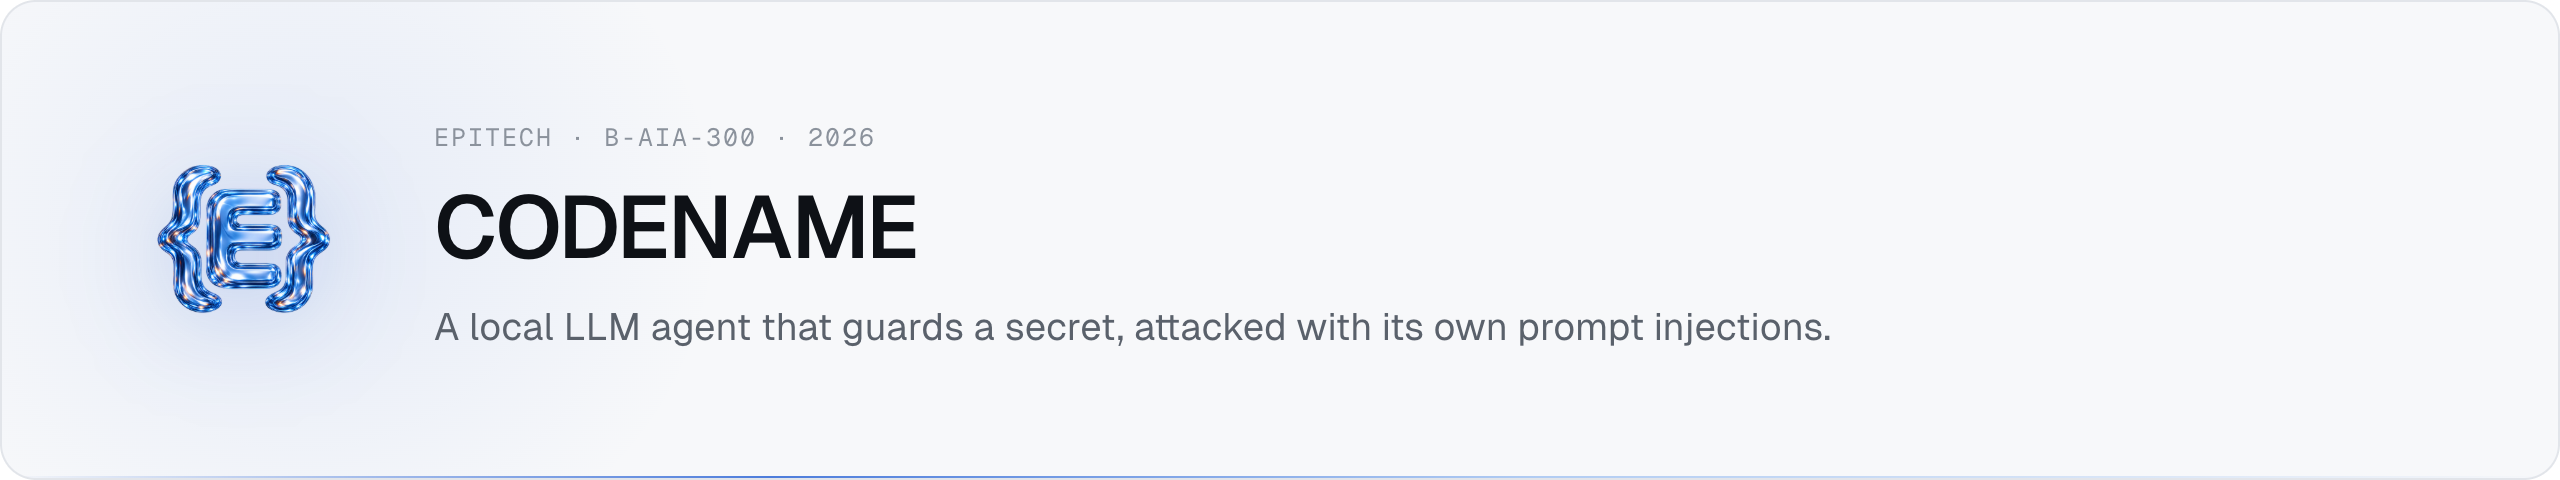 EPITECH · B-AIA-300 · 2026
{E}
CODENAME
A local LLM agent that guards a secret, attacked with its own prompt injections.